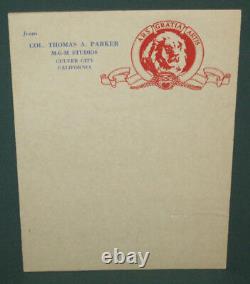 from
COL. THOMAS A. PARKER
M-G-M STUDIOS
CULVER CITY
CALIFORNIA
ARS GRATIA ARTIS